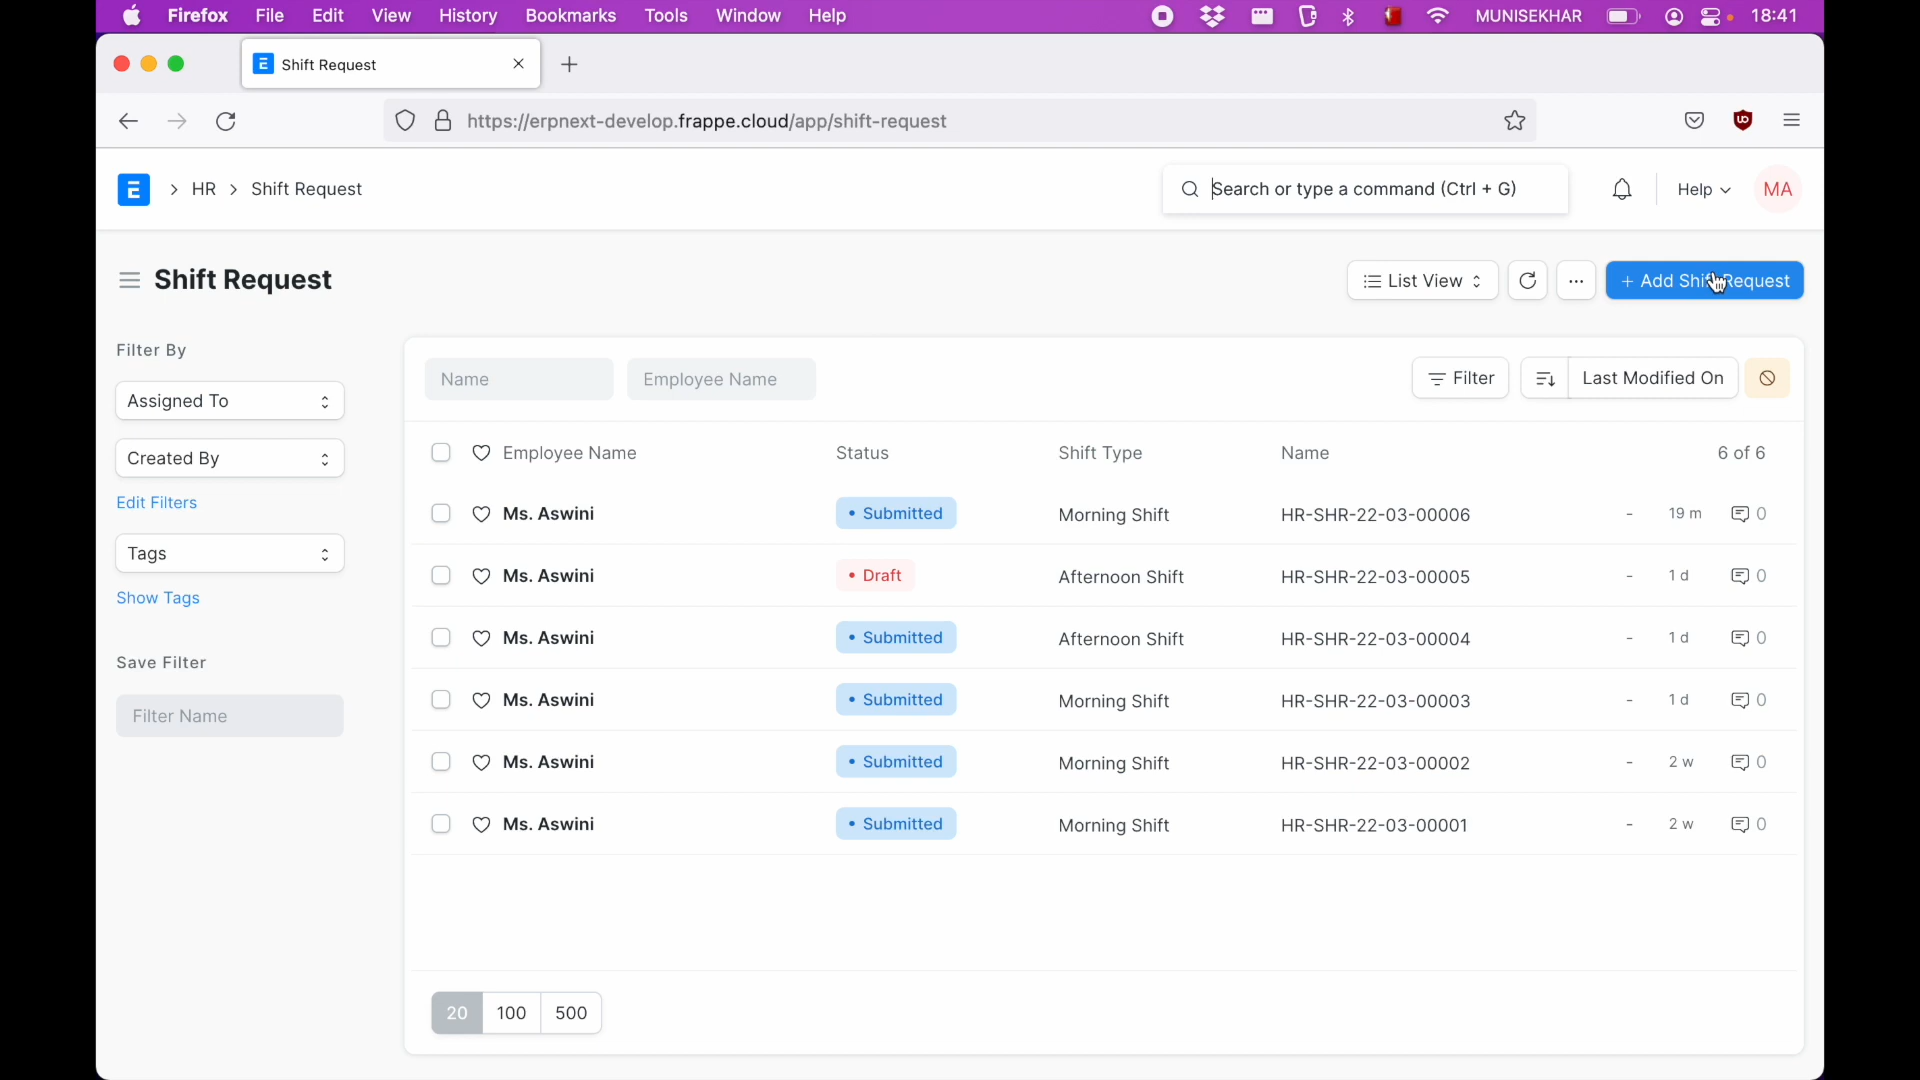 Firefox File Edit View History Bookmarks Tools Window Help MUNISEKHAR 18:41
E Shift Request
https://erpnext-develop.frappe.cloud/app/shift-request
E > HR > Shift Request Search or type a command (Ctrl + G) Help MA
Shift Request List View ... + Add Shift Request
Filter By
Assigned To
Created By
Edit Filters
Tags
Show Tags
Save Filter
Filter Name
Name Employee Name Filter Last Modified On
Employee Name Status Shift Type Name 6 of 6
Ms. Aswini • Submitted Morning Shift HR-SHR-22-03-00006 - 19 m 0
Ms. Aswini • Draft Afternoon Shift HR-SHR-22-03-00005 - 1 d 0
Ms. Aswini • Submitted Afternoon Shift HR-SHR-22-03-00004 - 1 d 0
Ms. Aswini • Submitted Morning Shift HR-SHR-22-03-00003 - 1 d 0
Ms. Aswini • Submitted Morning Shift HR-SHR-22-03-00002 - 2 w 0
Ms. Aswini • Submitted Morning Shift HR-SHR-22-03-00001 - 2 w 0
20 100 500